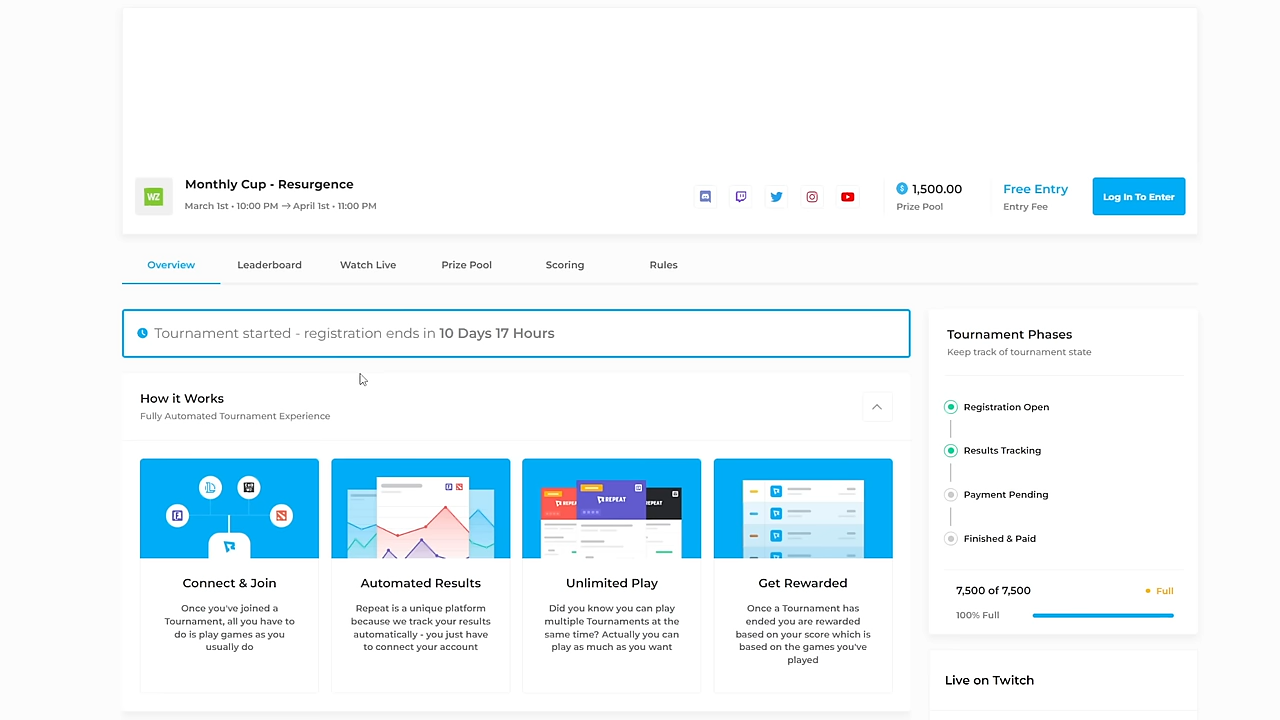 WZ
Monthly Cup - Resurgence
March 1st • 10:00 PM → April 1st • 11:00 PM
1,500.00
Prize Pool
Free Entry
Entry Fee
Log In To Enter
Overview
Leaderboard
Watch Live
Prize Pool
Scoring
Rules
Tournament started - registration ends in 10 Days 17 Hours
How it Works
Fully Automated Tournament Experience
REPEAT
Connect & Join
Once you've joined a
Tournament, all you have to
do is play games as you
usually do
Automated Results
Repeat is a unique platform
because we track your results
automatically - you just have
to connect your account
Unlimited Play
Did you know you can play
multiple Tournaments at the
same time? Actually you can
play as much as you want
Get Rewarded
Once a Tournament has
ended you are rewarded
based on your score which is
based on the games you've
played
Tournament Phases
Keep track of tournament state
Registration Open
Results Tracking
Payment Pending
Finished & Paid
7,500 of 7,500
• Full
100% Full
Live on Twitch